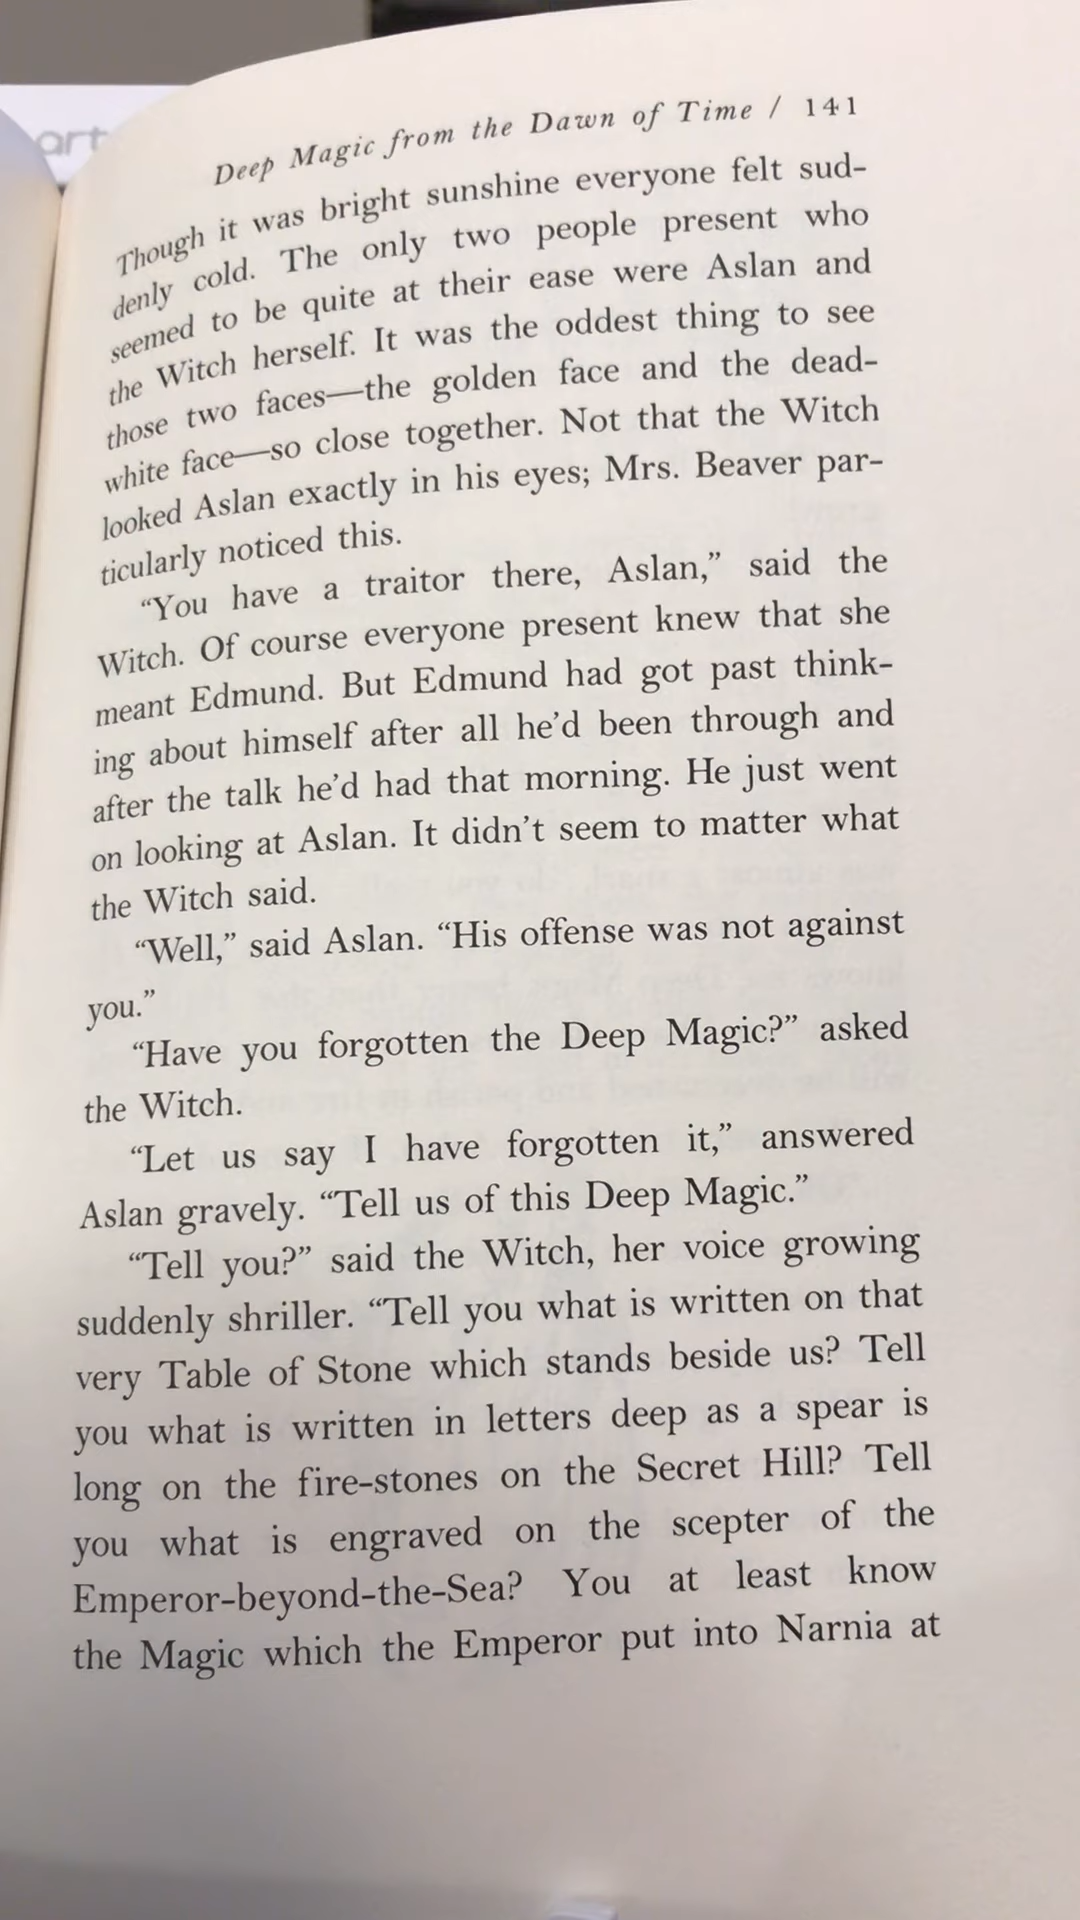 art
Deep Magic from the Dawn of Time / 141
Though it was bright sunshine everyone felt sud-
denly cold. The only two people present who
seemed to be quite at their ease were Aslan and
the Witch herself. It was the oddest thing to see
those two faces—the golden face and the dead-
white face—so close together. Not that the Witch
looked Aslan exactly in his eyes; Mrs. Beaver par-
ticularly noticed this.
“You have a traitor there, Aslan,” said the
Witch. Of course everyone present knew that she
meant Edmund. But Edmund had got past think-
ing about himself after all he’d been through and
after the talk he’d had that morning. He just went
on looking at Aslan. It didn’t seem to matter what
the Witch said.
“Well,” said Aslan. “His offense was not against
you.”
“Have you forgotten the Deep Magic?” asked
the Witch.
“Let us say I have forgotten it,” answered
Aslan gravely. “Tell us of this Deep Magic.”
“Tell you?” said the Witch, her voice growing
suddenly shriller. “Tell you what is written on that
very Table of Stone which stands beside us? Tell
you what is written in letters deep as a spear is
long on the fire-stones on the Secret Hill? Tell
you what is engraved on the scepter of the
Emperor-beyond-the-Sea? You at least know
the Magic which the Emperor put into Narnia at